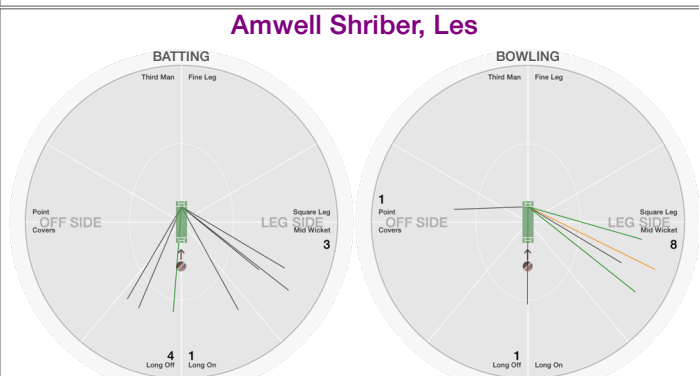 Amwell Shriber, Les
BATTING
BOWLING
Third Man Fine Leg
Third Man Fine Leg
Point
OFF SIDE
Covers
Square Leg
LEG SIDE
Mid Wicket
3
1
Point
OFF SIDE
Covers
Square Leg
LEG SIDE
Mid Wicket
8
4 1
Long Off Long On
1
Long Off Long On